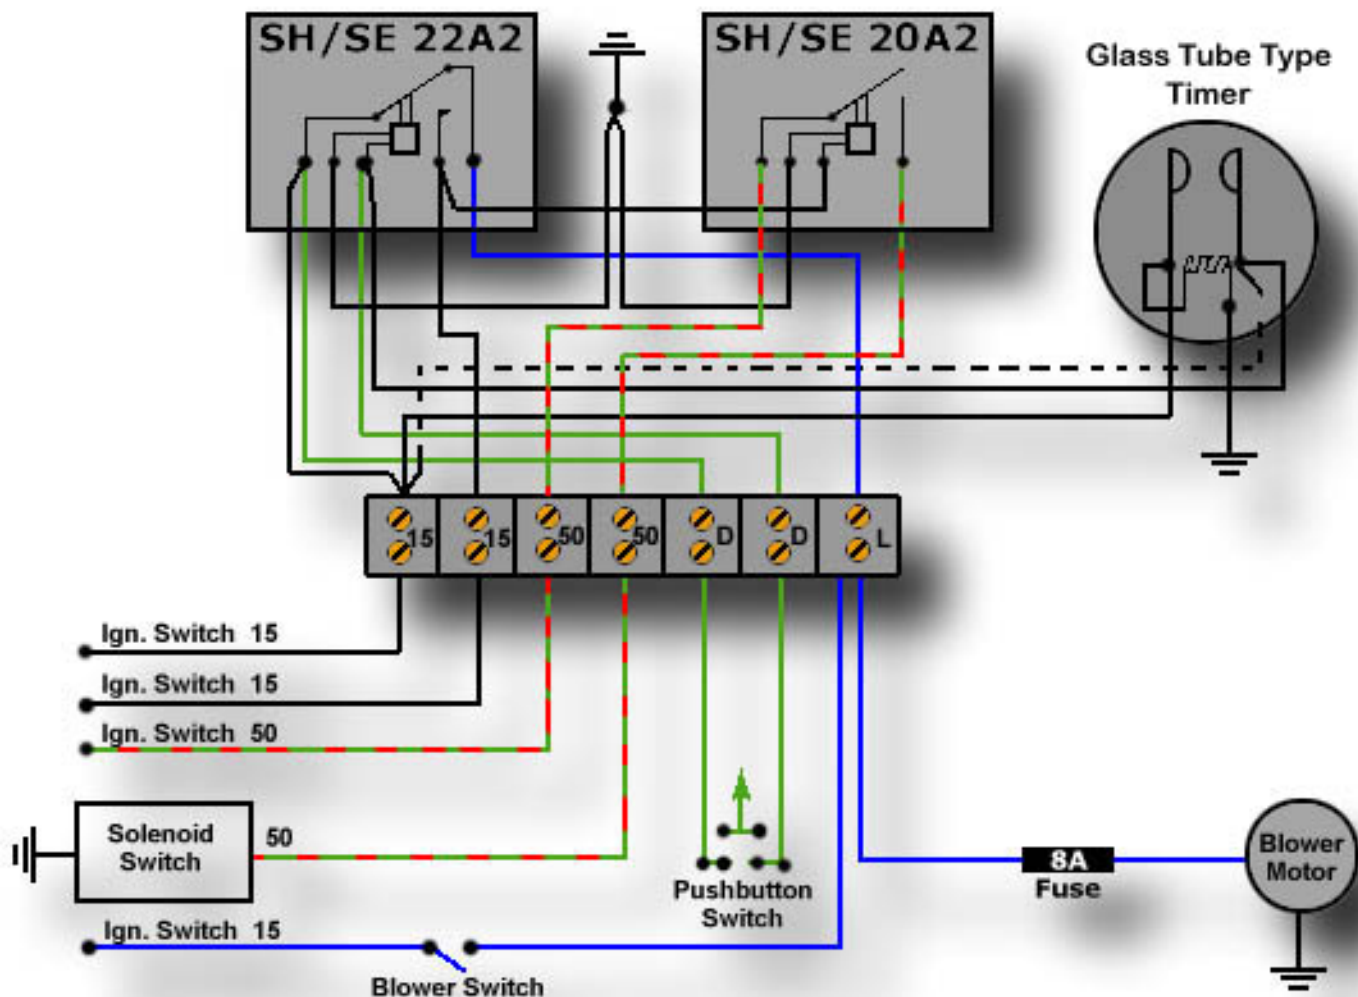 SH/SE 22A2
SH/SE 20A2
Glass Tube Type
Timer
15
15
50
50
D
D
L
Ign. Switch 15
Ign. Switch 15
Ign. Switch 50
Solenoid
Switch
50
Pushbutton
Switch
8A
Fuse
Blower
Motor
Ign. Switch 15
Blower Switch